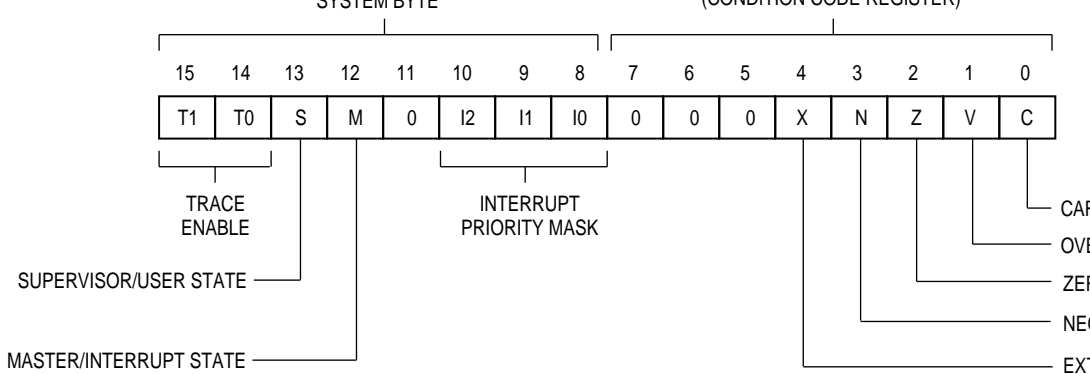 SYSTEM BYTE
(CONDITION CODE REGISTER)
15 14 13 12 11 10 9 8 7 6 5 4 3 2 1 0
T1 T0 S M 0 I2 I1 I0 0 0 0 X N Z V C
TRACE
ENABLE
INTERRUPT
PRIORITY MASK
SUPERVISOR/USER STATE
MASTER/INTERRUPT STATE